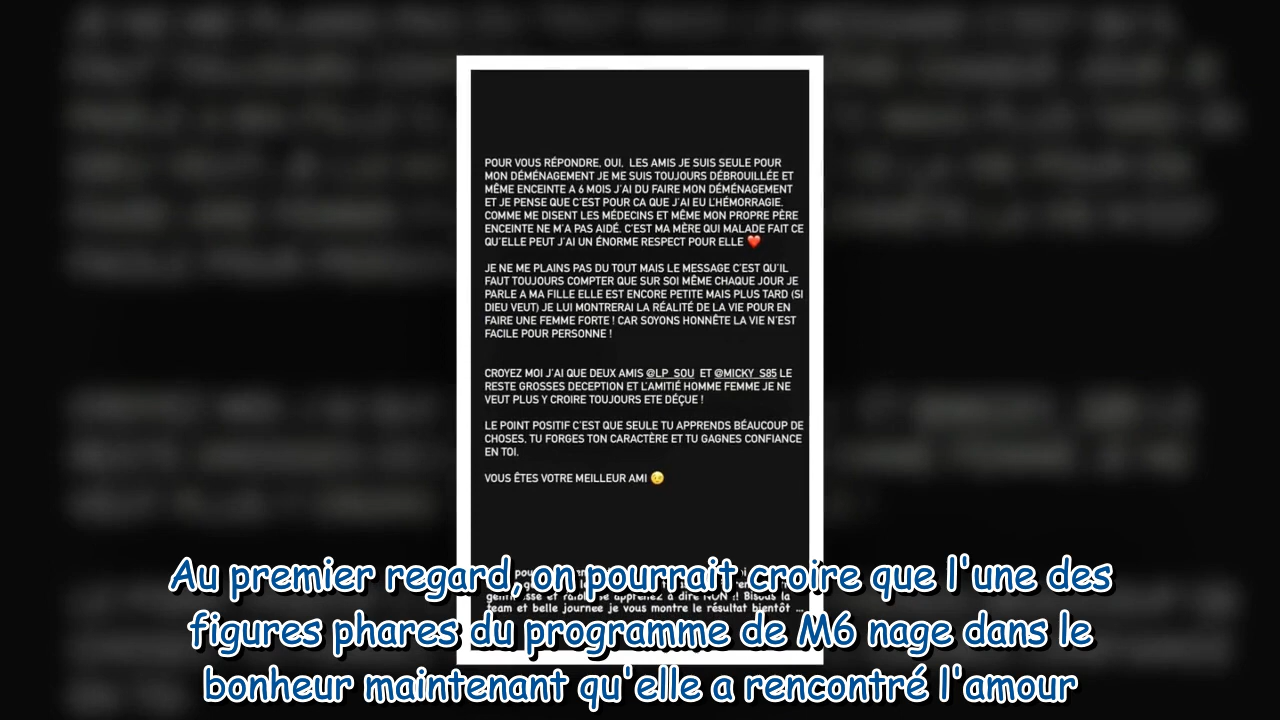 POUR VOUS RÉPONDRE, OUI, LES AMIS JE SUIS SEULE POUR
MON DÉMÉNAGEMENT JE ME SUIS TOUJOURS DÉBROUILLÉE ET
MÊME ENCEINTE A 6 MOIS J'AI DU FAIRE MON DÉMÉNAGEMENT
ET JE PENSE QUE C'EST POUR CA QUE J'AI EU L'HÉMORRAGIE.
COMME ME DISENT LES MÉDECINS ET MÊME MON PROPRE PÈRE
ENCEINTE NE M'A PAS AIDÉ. C'EST MA MÈRE QUI MALADE FAIT CE
QU'ELLE PEUT J'AI UN ÉNORME RESPECT POUR ELLE ❤️
JE NE ME PLAINS PAS DU TOUT MAIS LE MESSAGE C'EST QU'IL
FAUT TOUJOURS COMPTER QUE SUR SOI MÊME CHAQUE JOUR JE
PARLE A MA FILLE ELLE EST ENCORE PETITE MAIS PLUS TARD (SI
DIEU VEUT) JE LUI MONTRERAI LA RÉALITÉ DE LA VIE POUR EN
FAIRE UNE FEMME FORTE ! CAR SOYONS HONNÊTE LA VIE N'EST
FACILE POUR PERSONNE !
CROYEZ MOI J'AI QUE DEUX AMIS @LP_SOU ET @MICKY_S85 LE
RESTE GROSSES DECEPTION ET L'AMITIÉ HOMME FEMME JE NE
VEUT PLUS Y CROIRE TOUJOURS ETE DÉÇUE !
LE POINT POSITIF C'EST QUE SEULE TU APPRENDS BÉAUCOUP DE
CHOSES, TU FORGES TON CARACTÈRE ET TU GAGNES CONFIANCE
EN TOI.
VOUS ÊTES VOTRE MEILLEUR AMI 😉
apprenez à dire NON !! Bisous la
team et belle journee je vous montre le résultat bientôt ...
Au premier regard, on pourrait croire que l'une des
figures phares du programme de M6 nage dans le
bonheur maintenant qu'elle a rencontré l'amour